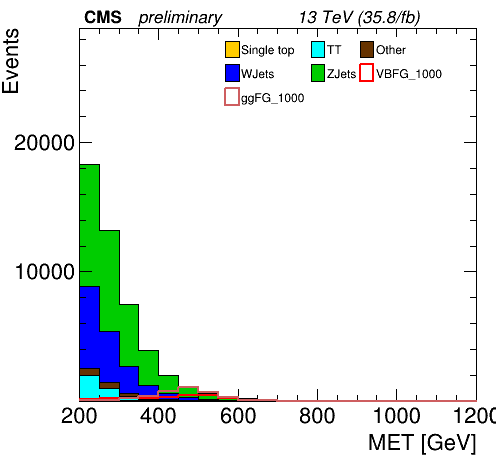 CMS preliminary 13 TeV (35.8/fb)
Events
Single top TT Other
WJets ZJets VBFG_1000
ggFG_1000
20000
10000
200 400 600 800 1000 1200
MET [GeV]